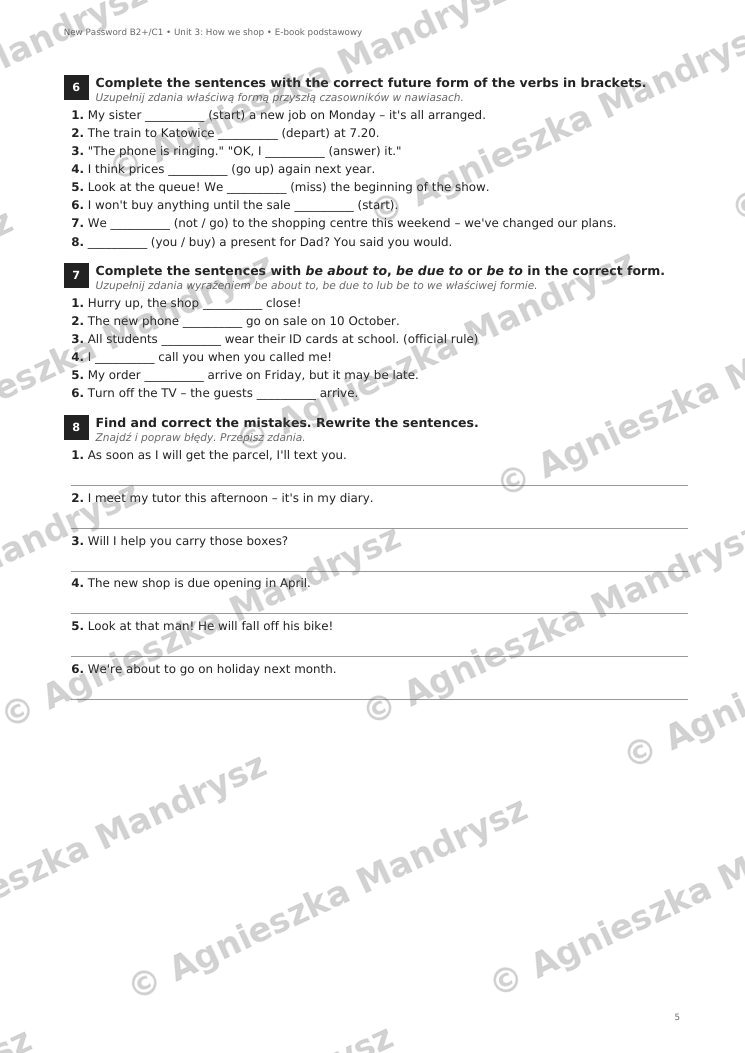 New Password B2+/C1 • Unit 3: How we shop • E-book podstawowy
6 Complete the sentences with the correct future form of the verbs in brackets.
Uzupełnij zdania właściwą formą przyszłą czasowników w nawiasach.
1. My sister __________ (start) a new job on Monday – it's all arranged.
2. The train to Katowice __________ (depart) at 7.20.
3. "The phone is ringing." "OK, I __________ (answer) it."
4. I think prices __________ (go up) again next year.
5. Look at the queue! We __________ (miss) the beginning of the show.
6. I won't buy anything until the sale __________ (start).
7. We __________ (not / go) to the shopping centre this weekend – we've changed our plans.
8. __________ (you / buy) a present for Dad? You said you would.
7 Complete the sentences with be about to, be due to or be to in the correct form.
Uzupełnij zdania wyrażeniem be about to, be due to lub be to we właściwej formie.
1. Hurry up, the shop __________ close!
2. The new phone __________ go on sale on 10 October.
3. All students __________ wear their ID cards at school. (official rule)
4. I __________ call you when you called me!
5. My order __________ arrive on Friday, but it may be late.
6. Turn off the TV – the guests __________ arrive.
8 Find and correct the mistakes. Rewrite the sentences.
Znajdź i popraw błędy. Przepisz zdania.
1. As soon as I will get the parcel, I'll text you.
2. I meet my tutor this afternoon – it's in my diary.
3. Will I help you carry those boxes?
4. The new shop is due opening in April.
5. Look at that man! He will fall off his bike!
6. We're about to go on holiday next month.
© Agnieszka Mandrysz
5